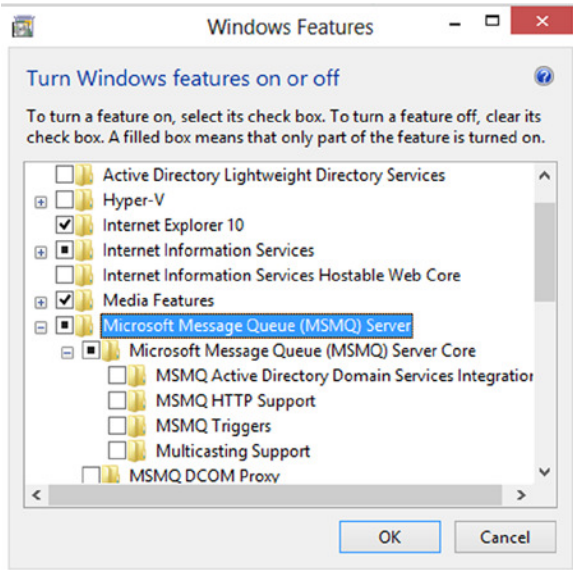 Windows Features
Turn Windows features on or off
To turn a feature on, select its check box. To turn a feature off, clear its
check box. A filled box means that only part of the feature is turned on.
Active Directory Lightweight Directory Services
Hyper-V
Internet Explorer 10
Internet Information Services
Internet Information Services Hostable Web Core
Media Features
Microsoft Message Queue (MSMQ) Server
Microsoft Message Queue (MSMQ) Server Core
MSMQ Active Directory Domain Services Integration
MSMQ HTTP Support
MSMQ Triggers
Multicasting Support
MSMQ DCOM Proxy
OK
Cancel